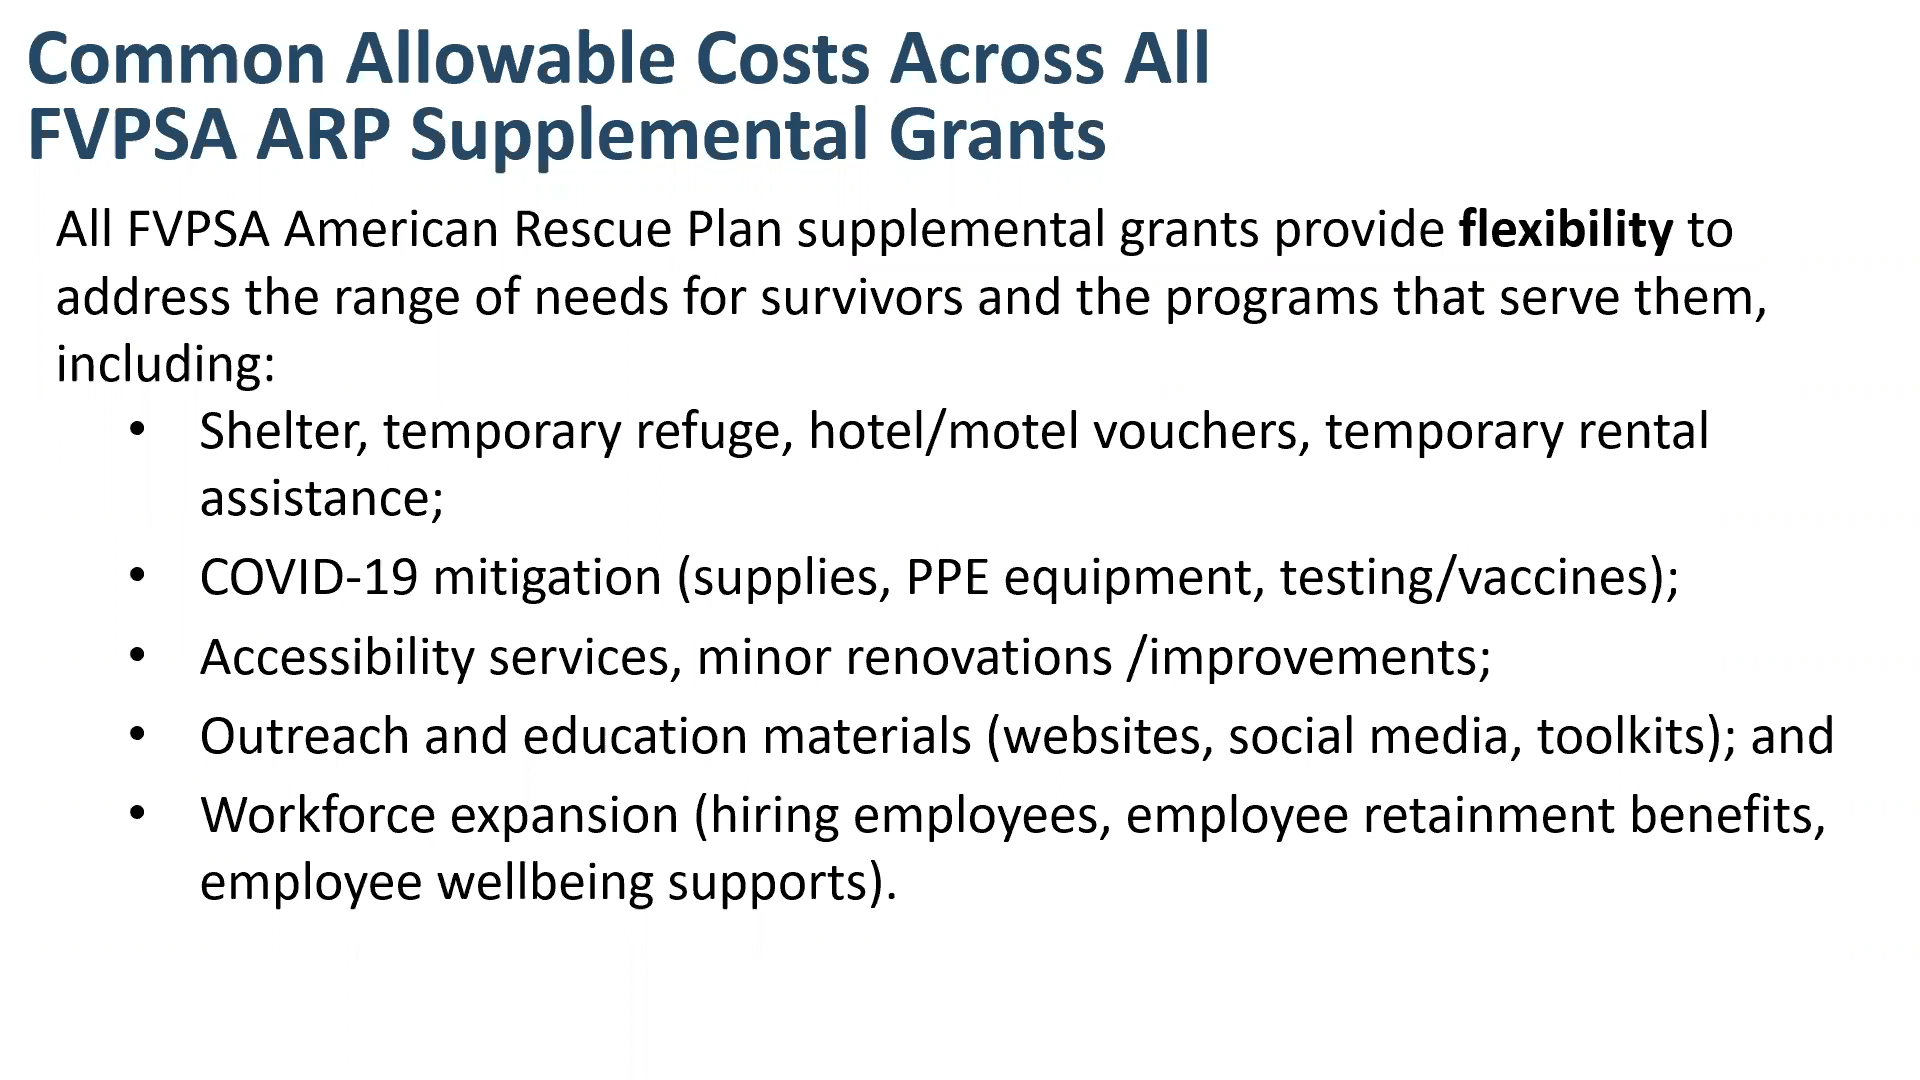 Common Allowable Costs Across All
FVPSA ARP Supplemental Grants
All FVPSA American Rescue Plan supplemental grants provide flexibility to
address the range of needs for survivors and the programs that serve them,
including:
• Shelter, temporary refuge, hotel/motel vouchers, temporary rental
assistance;
• COVID-19 mitigation (supplies, PPE equipment, testing/vaccines);
• Accessibility services, minor renovations /improvements;
• Outreach and education materials (websites, social media, toolkits); and
• Workforce expansion (hiring employees, employee retainment benefits,
employee wellbeing supports).